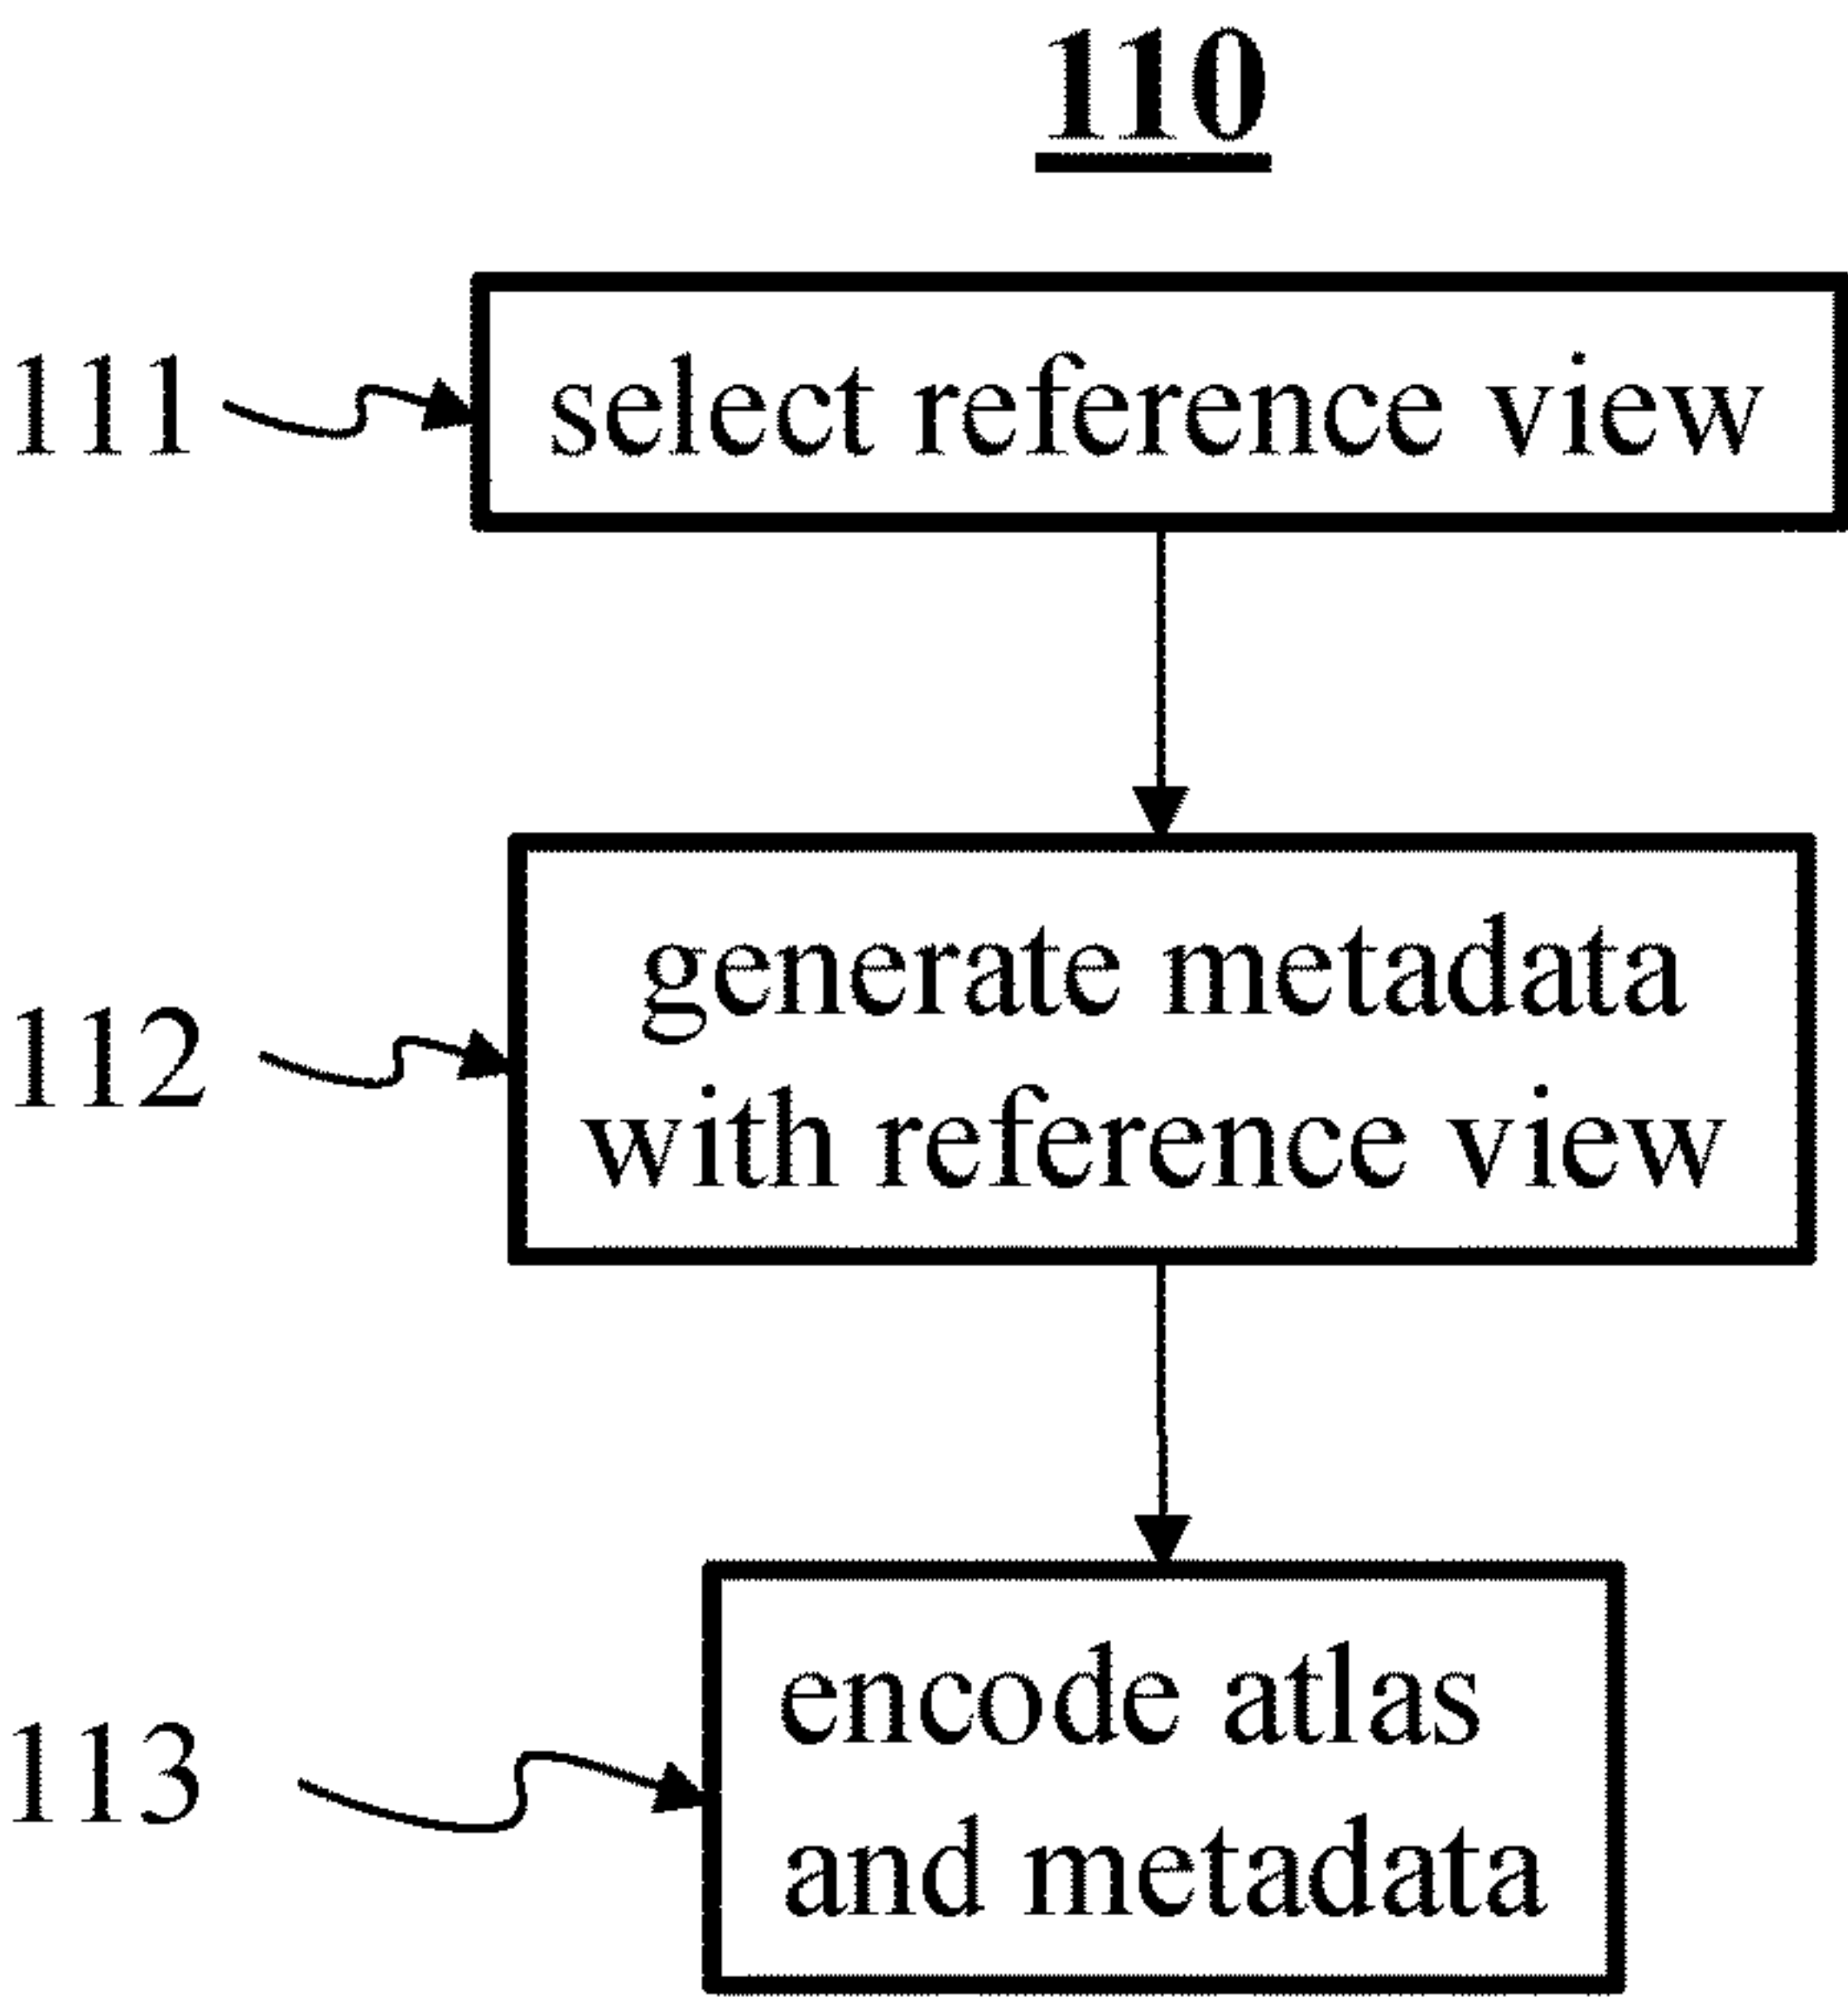 110
111
select reference view
112
generate metadata
with reference view
113
encode atlas
and metadata